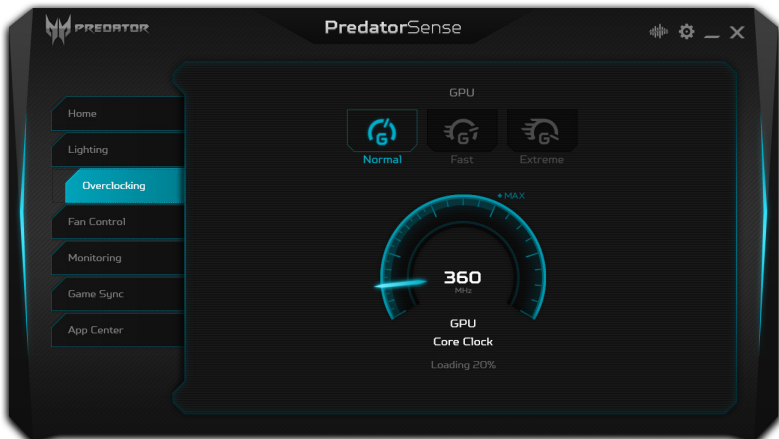 PREDATOR
PredatorSense
Home
Lighting
Overclocking
Fan Control
Monitoring
Game Sync
App Center
GPU
G
G
G
Normal
Fast
Extreme
MAX
360
MHz
GPU
Core Clock
Loading 20%